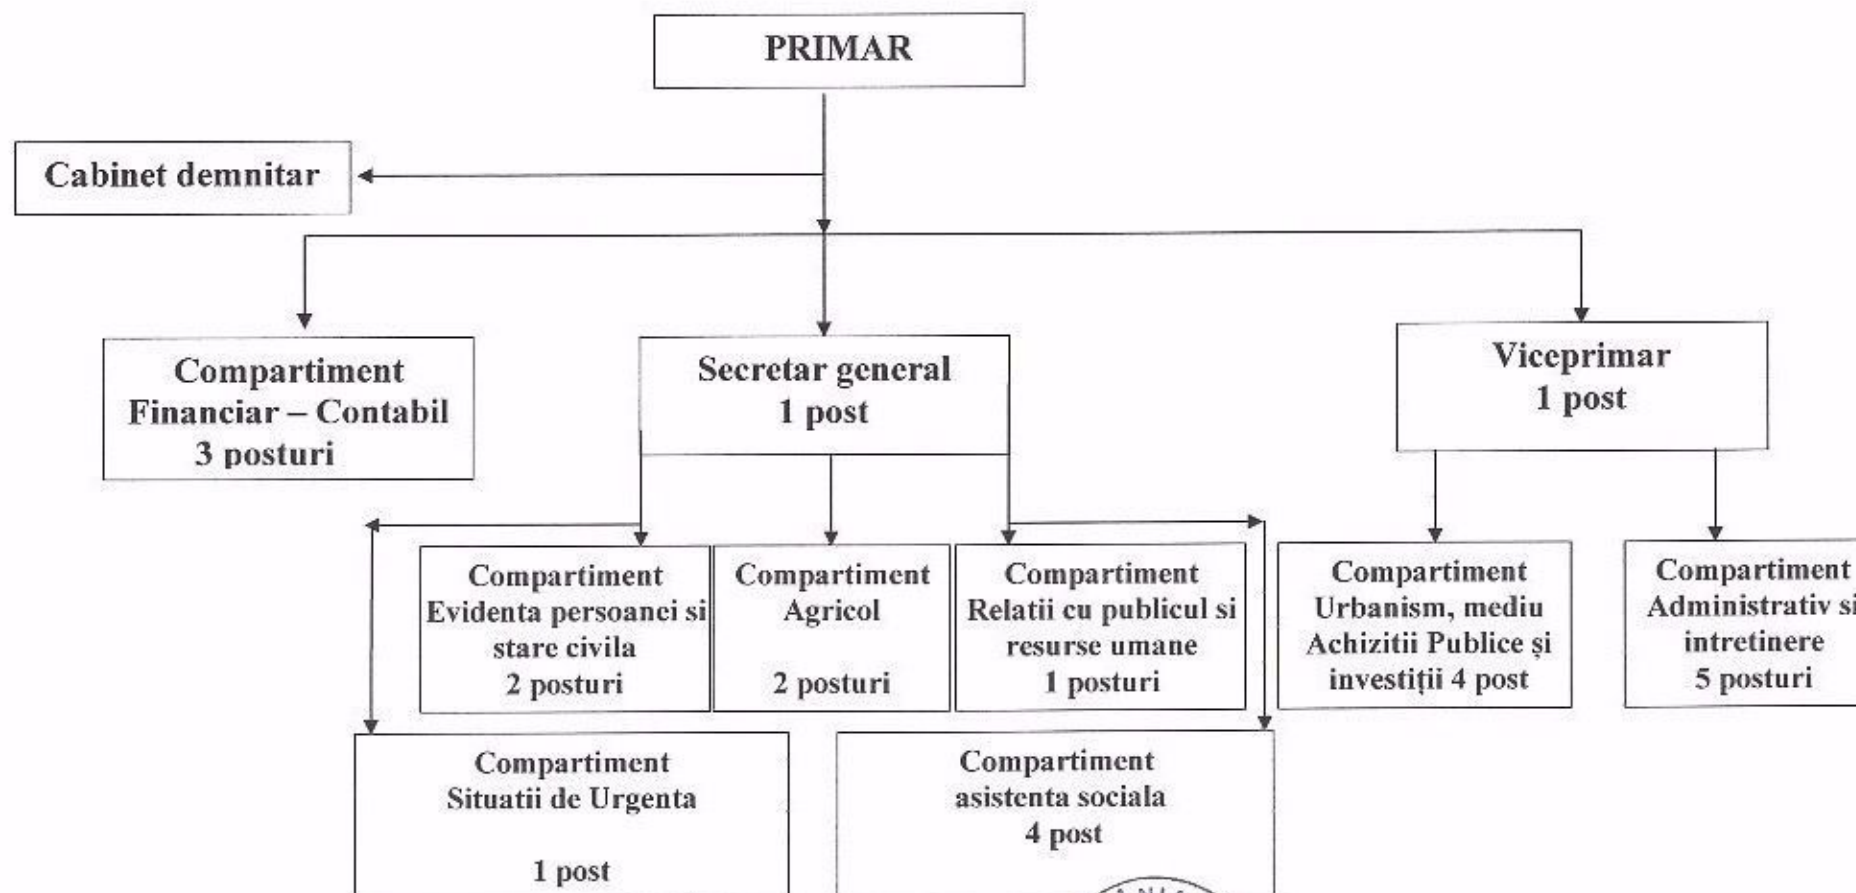 PRIMAR
Cabinet demnitar
Compartiment
Financiar – Contabil
3 posturi
Secretar general
1 post
Viceprimar
1 post
Compartiment
Evidenta persoanei si
stare civila
2 posturi
Compartiment
Agricol
2 posturi
Compartiment
Relatii cu publicul si
resurse umane
1 posturi
Compartiment
Urbanism, mediu
Achizitii Publice și
investiții 4 post
Compartiment
Administrativ si
intretinere
5 posturi
Compartiment
Situatii de Urgenta
1 post
Compartiment
asistenta sociala
4 post